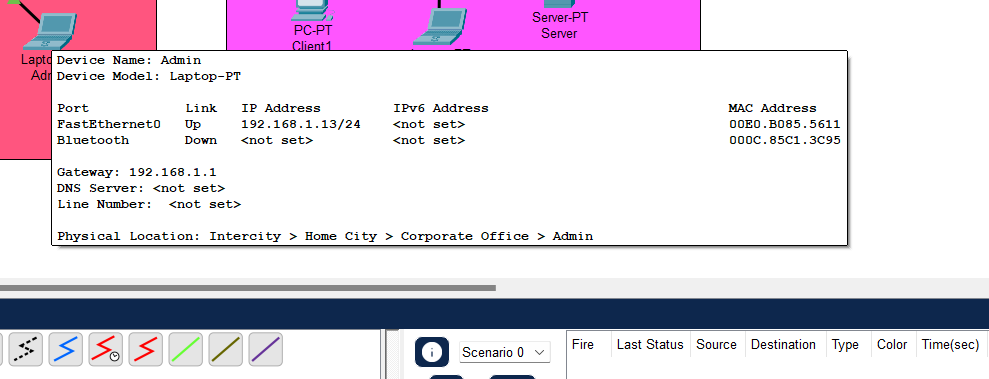 PC-PT
Client1
Server-PT
Server
Device Name: Admin
Device Model: Laptop-PT
Port Link IP Address IPv6 Address MAC Address
FastEthernet0 Up 192.168.1.13/24 <not set> 00E0.B085.5611
Bluetooth Down <not set> <not set> 000C.85C1.3C95
Gateway: 192.168.1.1
DNS Server: <not set>
Line Number: <not set>
Physical Location: Intercity > Home City > Corporate Office > Admin
Scenario 0
Fire Last Status Source Destination Type Color Time(sec)